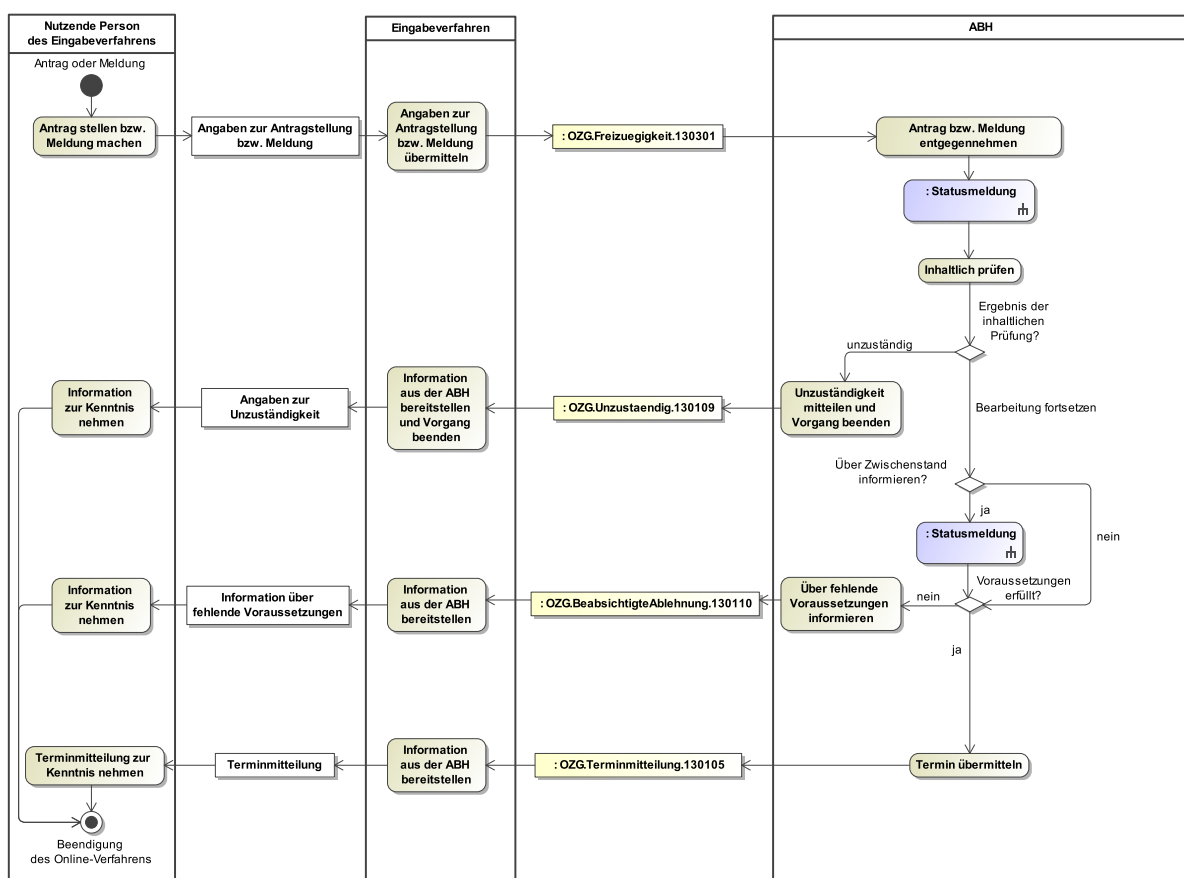 Nutzende Person
des Eingabeverfahrens
Eingabeverfahren
ABH
Antrag oder Meldung
Antrag stellen bzw.
Meldung machen
Angaben zur Antragstellung
bzw. Meldung
Angaben zur
Antragstellung
bzw. Meldung
übermitteln
: OZG.Freizuegigkeit.130301
Antrag bzw. Meldung
entgegennehmen
: Statusmeldung
Inhaltlich prüfen
Ergebnis der
inhaltlichen
Prüfung?
unzuständig
Information
zur Kenntnis
nehmen
Angaben zur
Unzuständigkeit
Information
aus der ABH
bereitstellen
und Vorgang
beenden
: OZG.Unzustaendig.130109
Unzuständigkeit
mitteilen und
Vorgang beenden
Bearbeitung fortsetzen
Über Zwischenstand
informieren?
ja
nein
: Statusmeldung
Voraussetzungen
erfüllt?
nein
Information
zur Kenntnis
nehmen
Information über
fehlende Voraussetzungen
Information
aus der ABH
bereitstellen
: OZG.BeabsichtigteAblehnung.130110
Über fehlende
Voraussetzungen
informieren
ja
Terminmitteilung zur
Kenntnis nehmen
Terminmitteilung
Information
aus der ABH
bereitstellen
: OZG.Terminmitteilung.130105
Termin übermitteln
Beendigung
des Online-Verfahrens